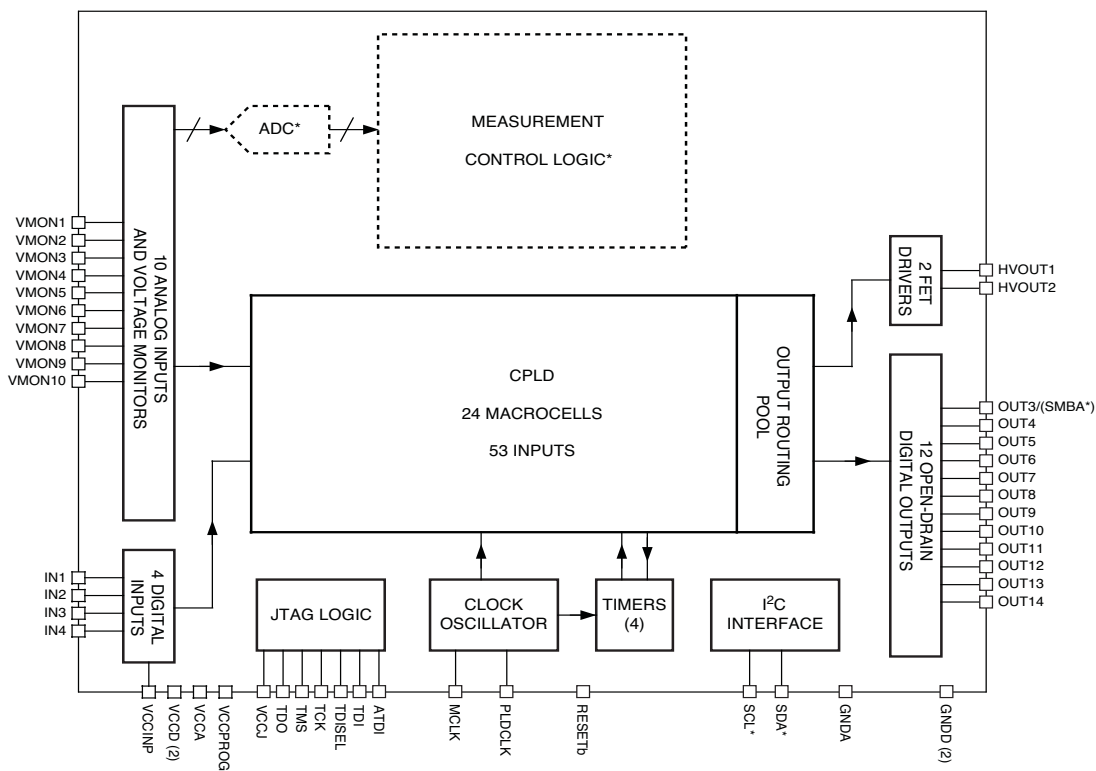 ADC*
MEASUREMENT
CONTROL LOGIC*
VMON1
VMON2
VMON3
VMON4
VMON5
VMON6
VMON7
VMON8
VMON9
VMON10
10 ANALOG INPUTS
AND VOLTAGE MONITORS
CPLD
24 MACROCELLS
53 INPUTS
OUTPUT ROUTING
POOL
2 FET
DRIVERS
HVOUT1
HVOUT2
12 OPEN-DRAIN
DIGITAL OUTPUTS
OUT3/(SMBA*)
OUT4
OUT5
OUT6
OUT7
OUT8
OUT9
OUT10
OUT11
OUT12
OUT13
OUT14
IN1
IN2
IN3
IN4
4 DIGITAL
INPUTS
JTAG LOGIC
CLOCK
OSCILLATOR
TIMERS
(4)
I²C
INTERFACE
VCCINP
VCCD (2)
VCCA
VCCPROG
VCCJ
TDO
TMS
TCK
TDISEL
TDI
ATDI
MCLK
PLDCLK
RESETb
SCL*
SDA*
GNDA
GNDD (2)